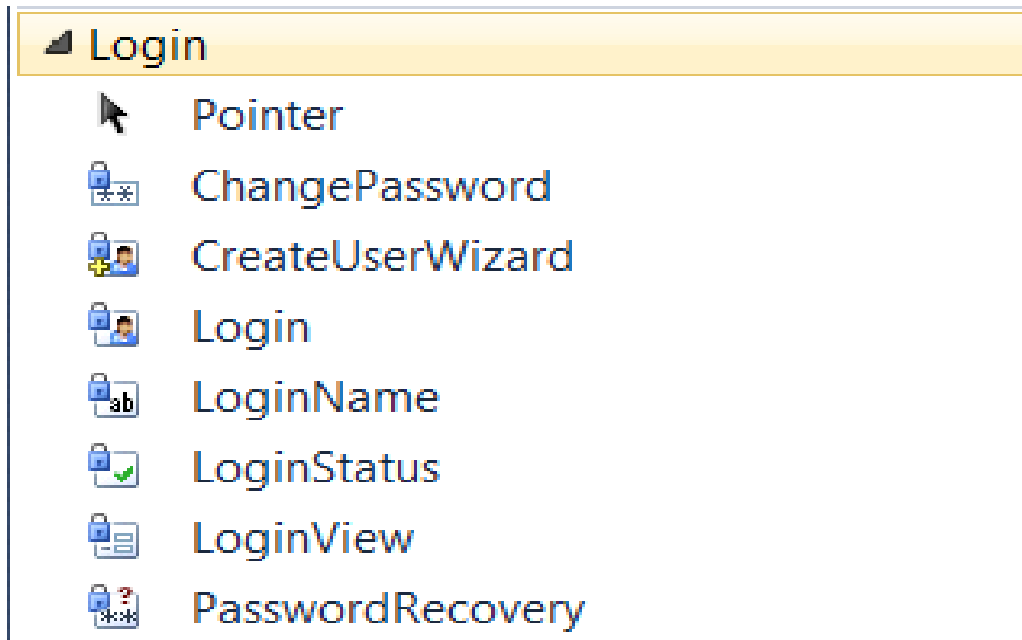 Login
Pointer
ChangePassword
CreateUserWizard
Login
LoginName
LoginStatus
LoginView
PasswordRecovery